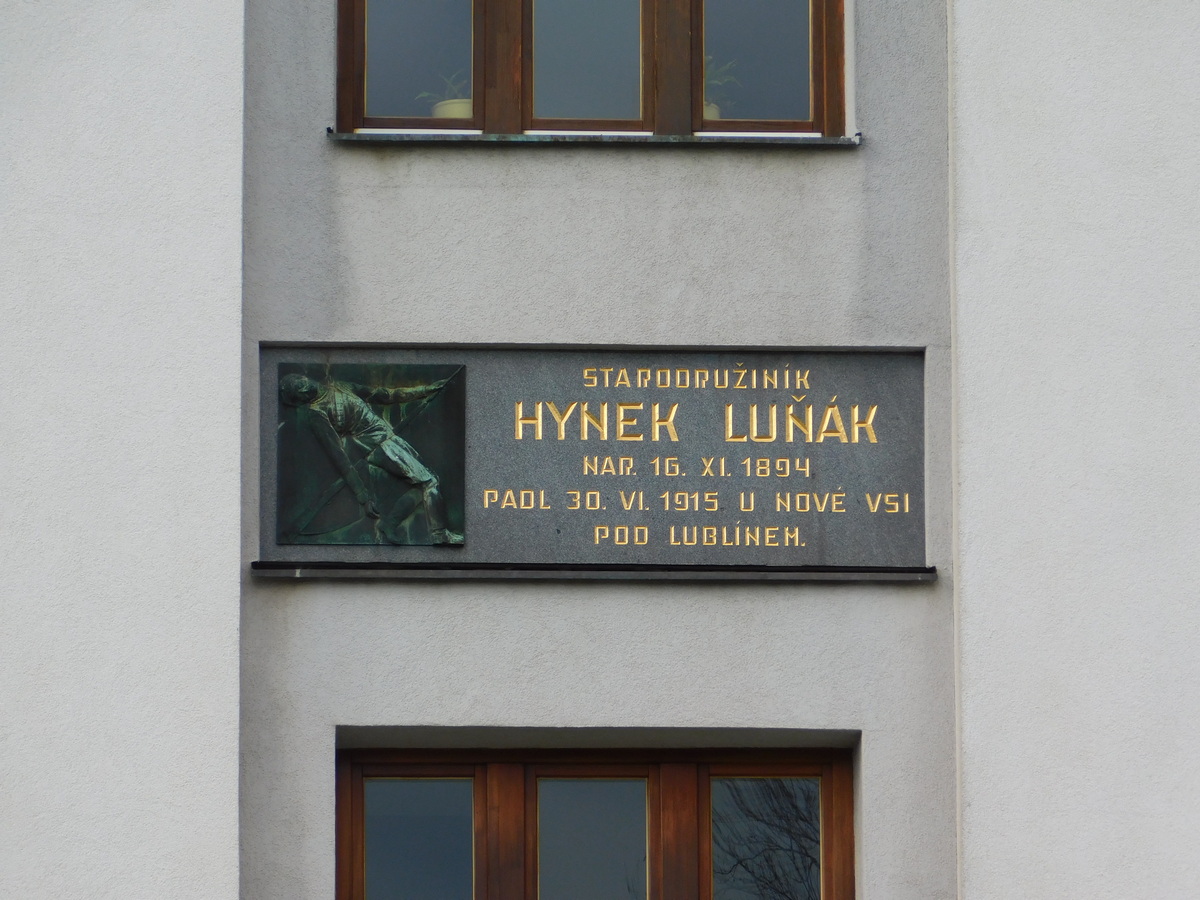 STARODRUŽINÍK
HYNEK LUŇÁK
NAR. 16. XI. 1894
PADL 30. VI. 1915 U NOVÉ VSI
POD LUBLÍNEM.